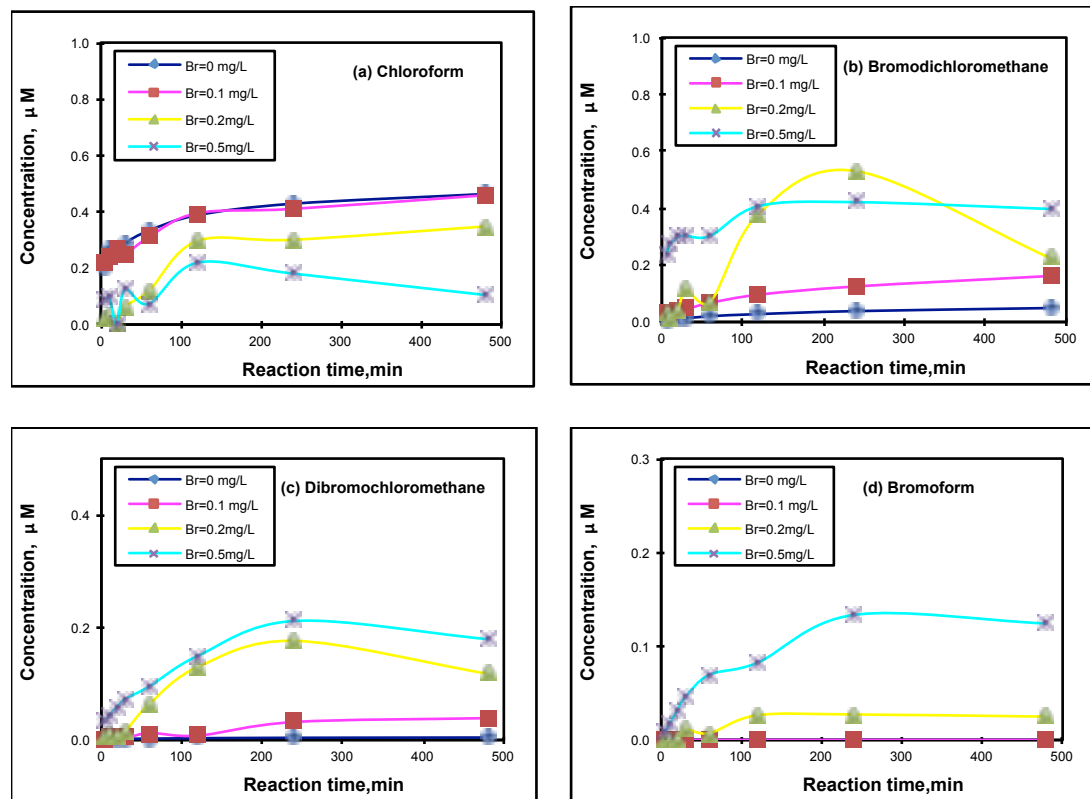 (a) Chloroform
Br=0 mg/L
Br=0.1 mg/L
Br=0.2mg/L
Br=0.5mg/L
Concentraition, μ M
1.0
0.8
0.6
0.4
0.2
0.0
0 100 200 300 400 500
Reaction time,min
(b) Bromodichloromethane
Br=0 mg/L
Br=0.1 mg/L
Br=0.2mg/L
Br=0.5mg/L
Concentraition, μ M
1.0
0.8
0.6
0.4
0.2
0.0
0 100 200 300 400 500
Reaction time,min
(c) Dibromochloromethane
Br=0 mg/L
Br=0.1 mg/L
Br=0.2mg/L
Br=0.5mg/L
Concentraition, μ M
0.4
0.2
0.0
0 100 200 300 400 500
Reaction time,min
(d) Bromoform
Br=0 mg/L
Br=0.1 mg/L
Br=0.2mg/L
Br=0.5mg/L
Concentraition, μ M
0.3
0.2
0.1
0.0
0 100 200 300 400 500
Reaction time,min